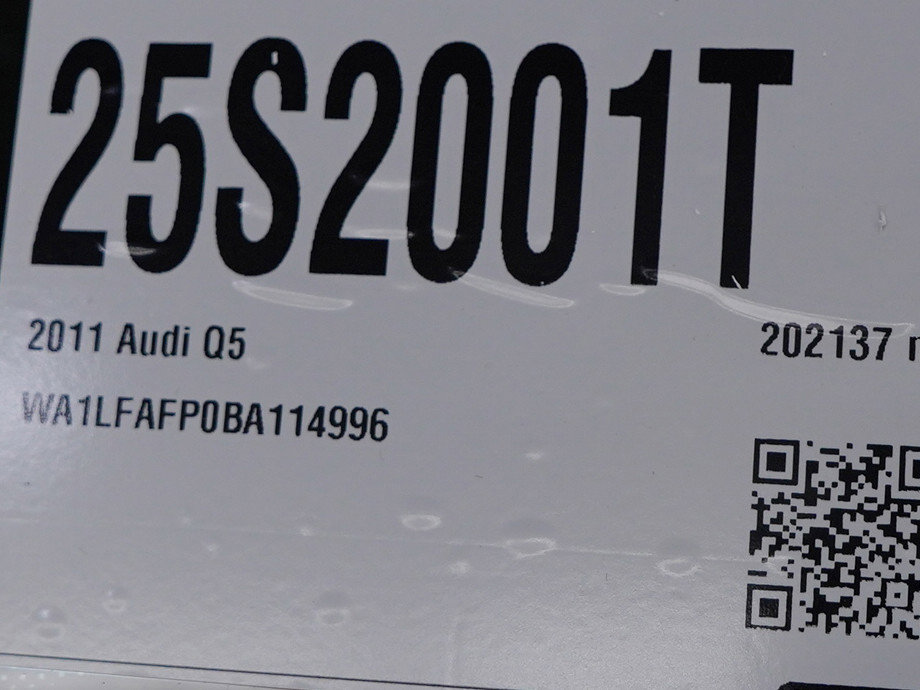 25S2001T
2011 Audi Q5
202137
WA1LFAFP0BA114996